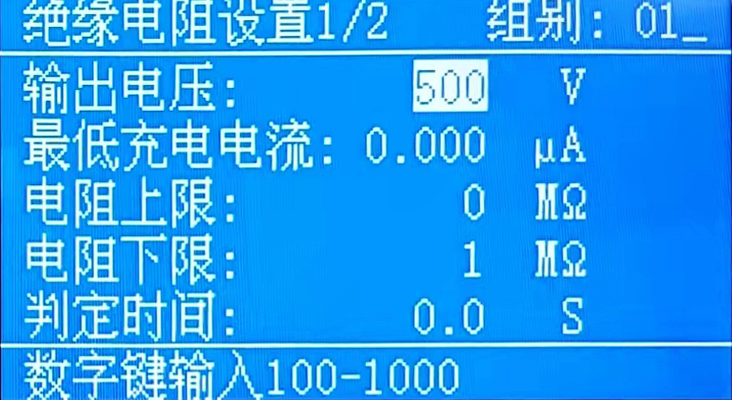 绝缘电阻设置1/2 组别: 01_
输出电压: 500 V
最低充电电流: 0.000 μA
电阻上限: 0 MΩ
电阻下限: 1 MΩ
判定时间: 0.0 S
数字键输入100-1000